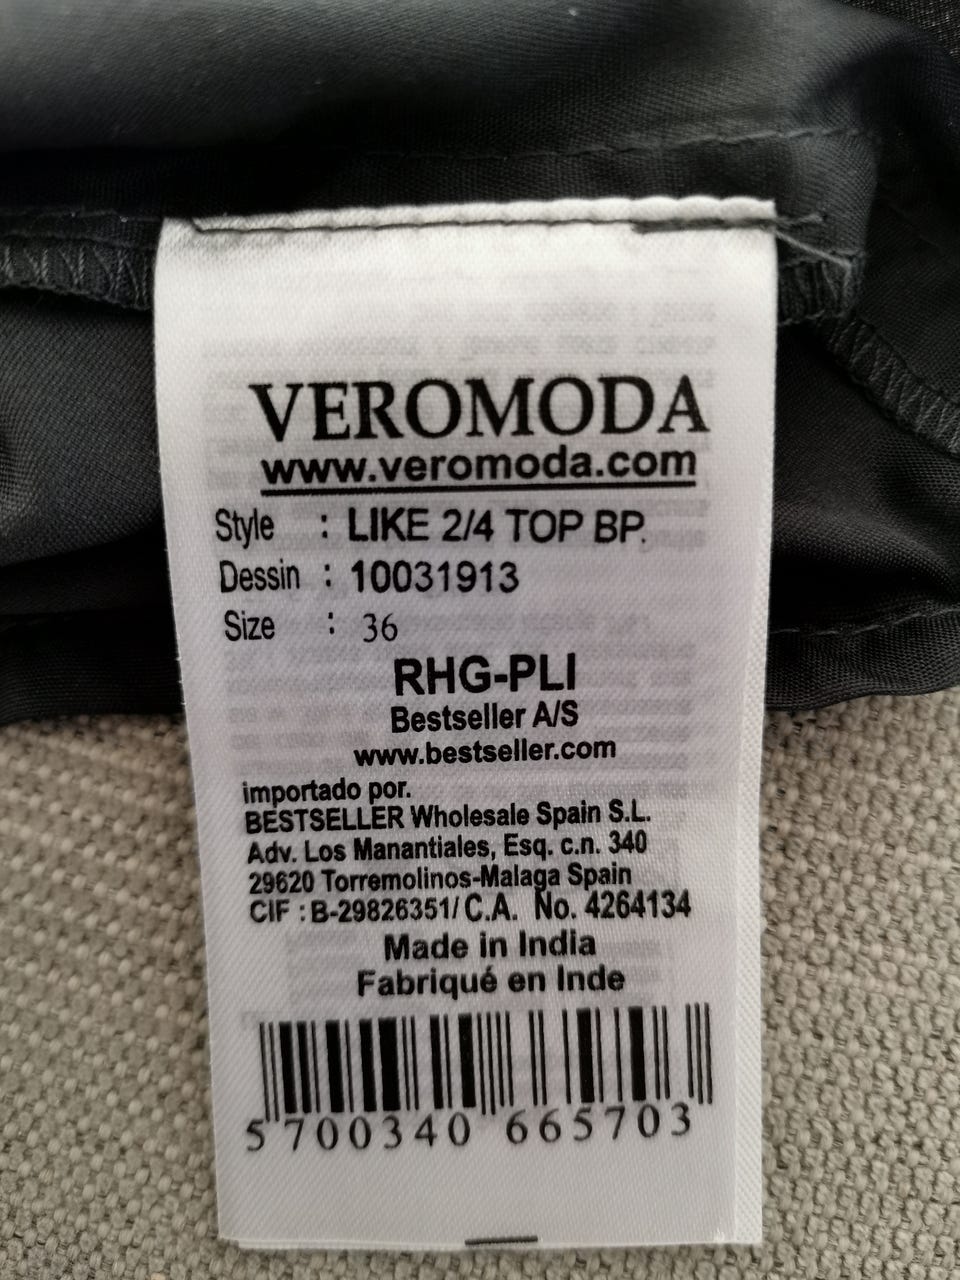 VEROMODA
www.veromoda.com
Style : LIKE 2/4 TOP BP.
Dessin : 10031913
Size : 36
RHG-PLI
Bestseller A/S
www.bestseller.com
importado por.
BESTSELLER Wholesale Spain S.L.
Adv. Los Manantiales, Esq. c.n. 340
29620 Torremolinos-Malaga Spain
CIF : B-29826351/ C.A. No. 4264134
Made in India
Fabriqué en Inde
5 700340 665703